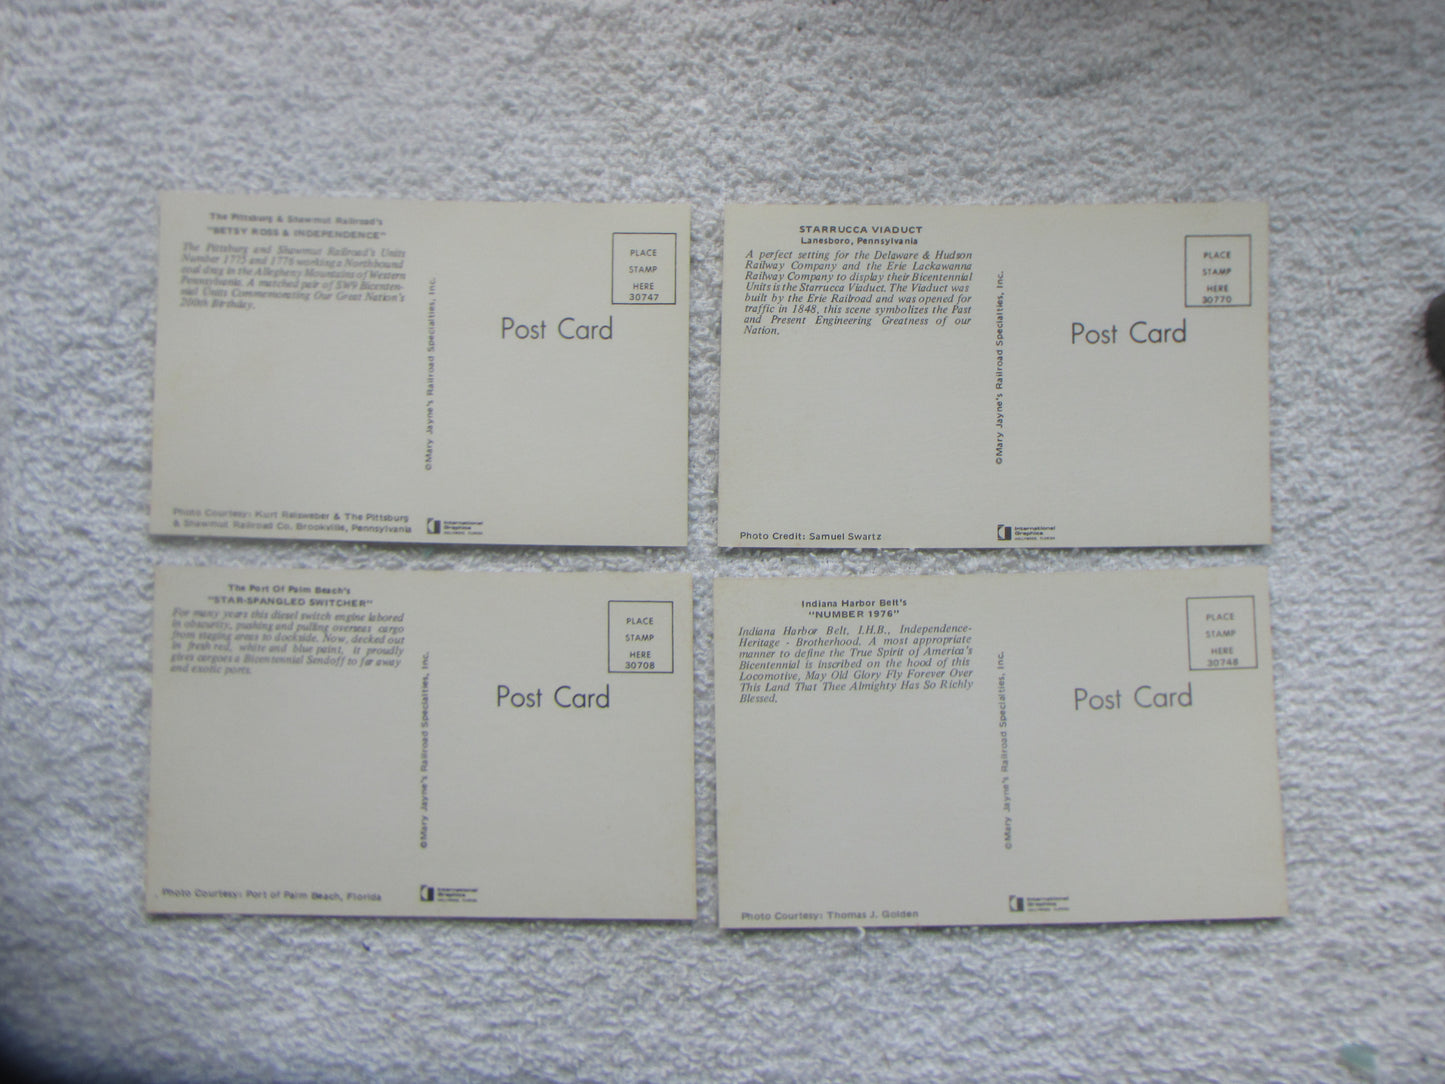 The Pittsburg & Shawmut Railroad's
"BETSY ROSS & INDEPENDENCE"
The Pittsburg and Shawmut Railroad's Units
Number 1775 and 1776 working a Northbound
coal drag in the Allegheny Mountains of Western
Pennsylvania. A matched pair of SW9 Bicenten-
nial Units Commemorating Our Great Nation's
200th Birthday.
Photo Courtesy: Kurt Reisweber & The Pittsburg
& Shawmut Railroad Co. Brookville, Pennsylvania
©Mary Jayne's Railroad Specialties, Inc.
International
Graphics
HOLLYWOOD, FLORIDA
Post Card
PLACE
STAMP
HERE
30747
STARRUCCA VIADUCT
Lanesboro, Pennsylvania
A perfect setting for the Delaware & Hudson
Railway Company and the Erie Lackawanna
Railway Company to display their Bicentennial
Units is the Starrucca Viaduct. The Viaduct was
built by the Erie Railroad and was opened for
traffic in 1848, this scene symbolizes the Past
and Present Engineering Greatness of our
Nation.
Photo Credit: Samuel Swartz
©Mary Jayne's Railroad Specialties, Inc.
International
Graphics
HOLLYWOOD, FLORIDA
Post Card
PLACE
STAMP
HERE
30770
The Port Of Palm Beach's
"STAR-SPANGLED SWITCHER"
For many years this diesel switch engine labored
in obscurity, pushing and pulling overseas cargo
from staging areas to dockside. Now, decked out
in fresh red, white and blue paint, it proudly
gives cargoes a Bicentennial Sendoff to far away
and exotic ports.
Photo Courtesy: Port of Palm Beach, Florida
©Mary Jayne's Railroad Specialties, Inc.
International
Graphics
HOLLYWOOD, FLORIDA
Post Card
PLACE
STAMP
HERE
30708
Indiana Harbor Belt's
"NUMBER 1976"
Indiana Harbor Belt, I.H.B., Independence-
Heritage - Brotherhood. A most appropriate
manner to define the True Spirit of America's
Bicentennial is inscribed on the hood of this
Locomotive, May Old Glory Fly Forever Over
This Land That Thee Almighty Has So Richly
Blessed.
Photo Courtesy: Thomas J. Golden
©Mary Jayne's Railroad Specialties, Inc.
International
Graphics
HOLLYWOOD, FLORIDA
Post Card
PLACE
STAMP
HERE
30748